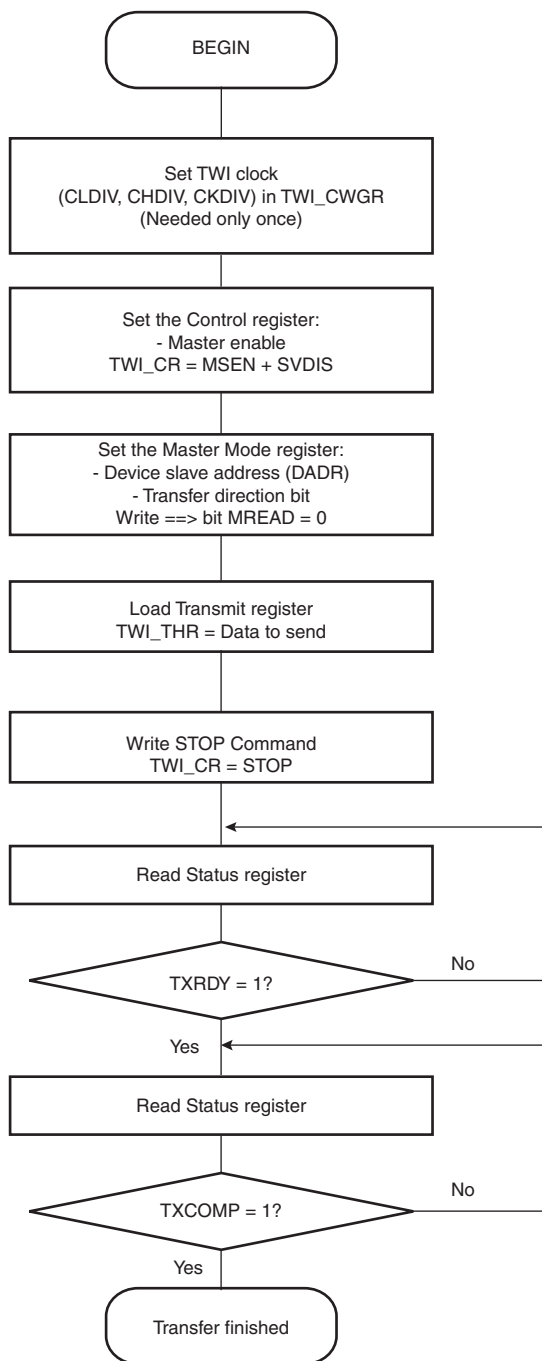 BEGIN
Set TWI clock
(CLDIV, CHDIV, CKDIV) in TWI_CWGR
(Needed only once)
Set the Control register:
- Master enable
TWI_CR = MSEN + SVDIS
Set the Master Mode register:
- Device slave address (DADR)
- Transfer direction bit
Write ==> bit MREAD = 0
Load Transmit register
TWI_THR = Data to send
Write STOP Command
TWI_CR = STOP
Read Status register
No
TXRDY = 1?
Yes
Read Status register
No
TXCOMP = 1?
Yes
Transfer finished